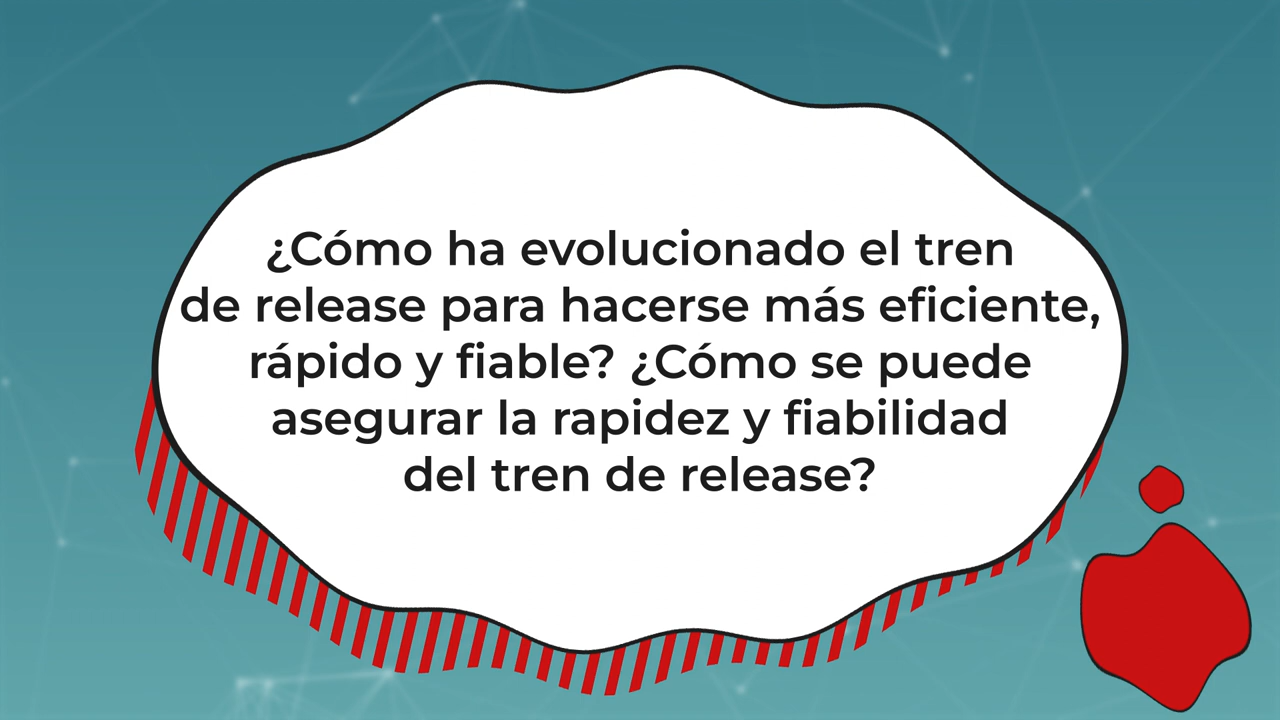 ¿Cómo ha evolucionado el tren
de release para hacerse más eficiente,
rápido y fiable? ¿Cómo se puede
asegurar la rapidez y fiabilidad
del tren de release?